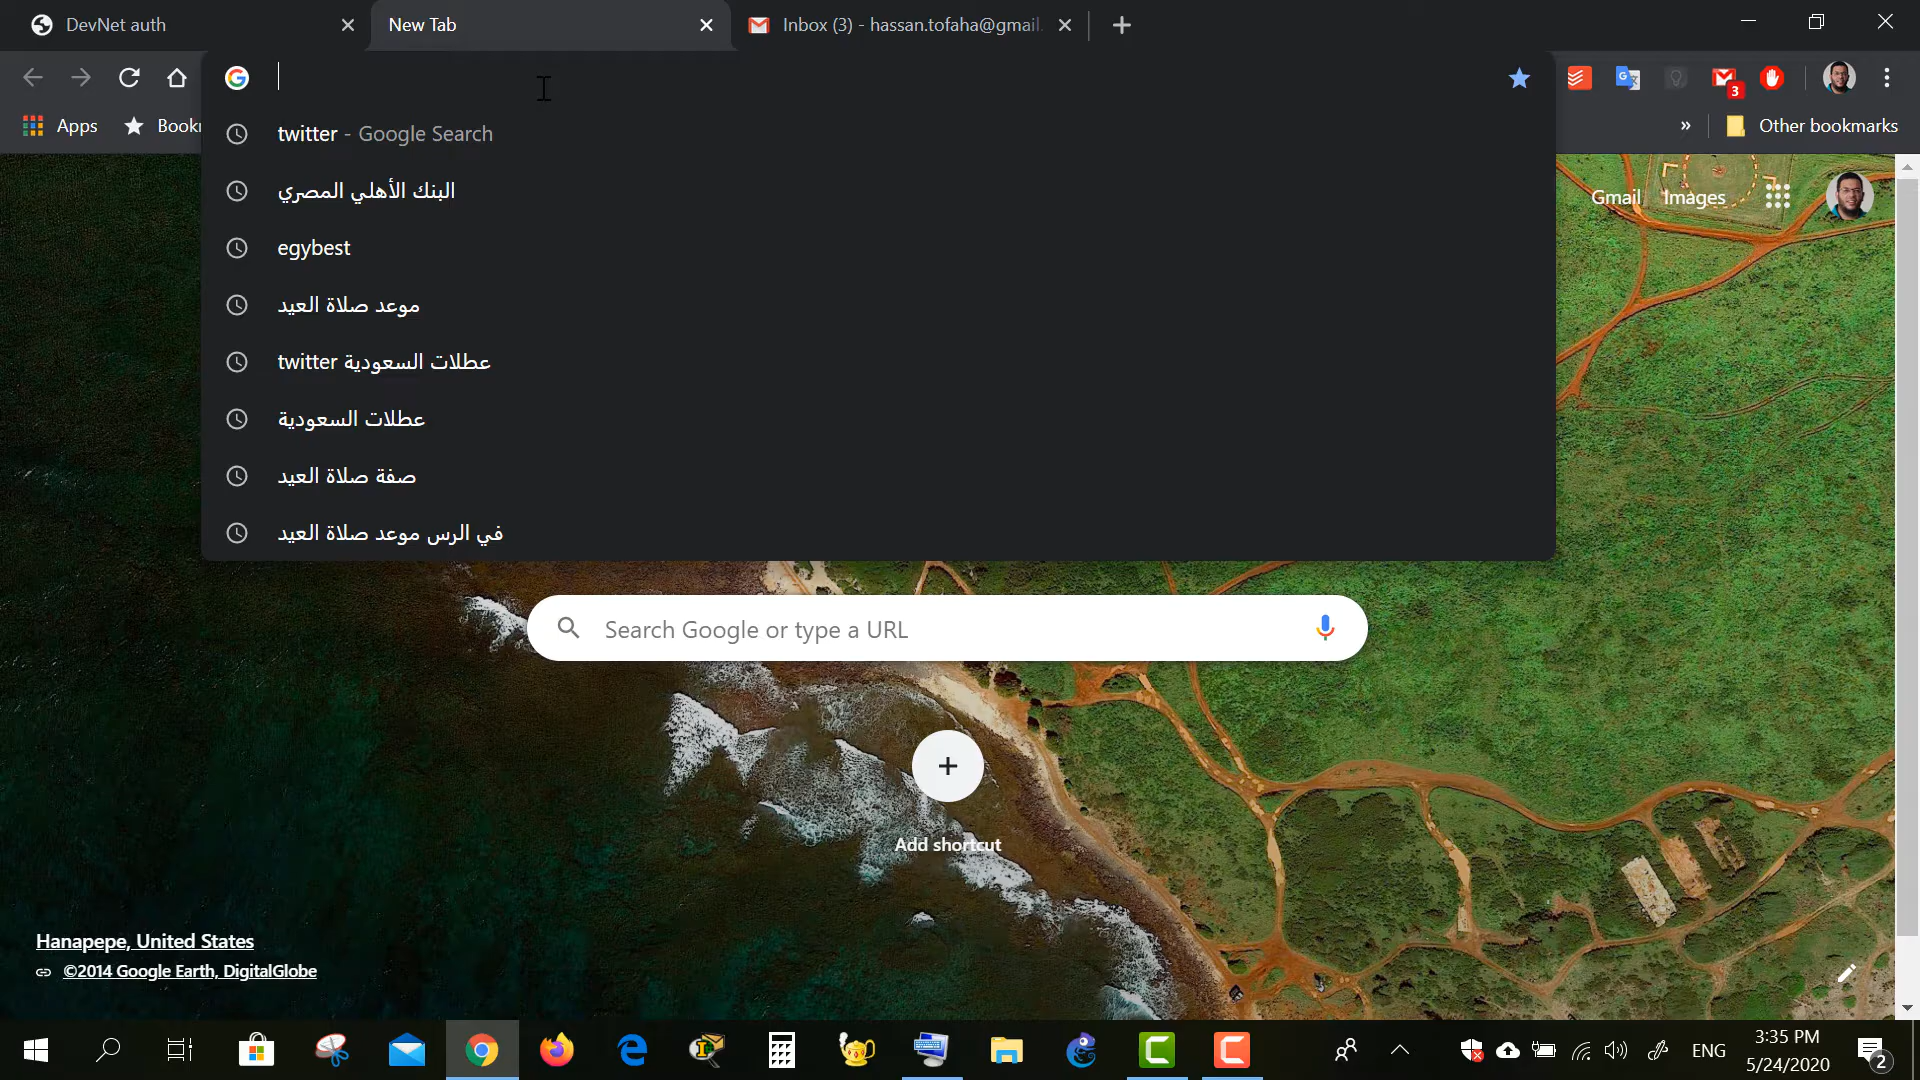 DevNet auth
New Tab
Inbox (3) - hassan.tofaha@gmail.
3
Apps
Bookr
»
Other bookmarks
twitter - Google Search
البنك الأهلي المصري
egybest
موعد صلاة العيد
twitter عطلات السعودية
عطلات السعودية
صفة صلاة العيد
في الرس موعد صلاة العيد
Gmail
Images
Search Google or type a URL
Add shortcut
Hanapepe, United States
©2014 Google Earth, DigitalGlobe
ENG
3:35 PM
5/24/2020
2